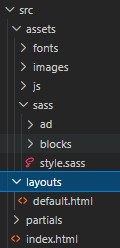 src
assets
fonts
images
js
sass
ad
blocks
style.sass
layouts
default.html
partials
index.html